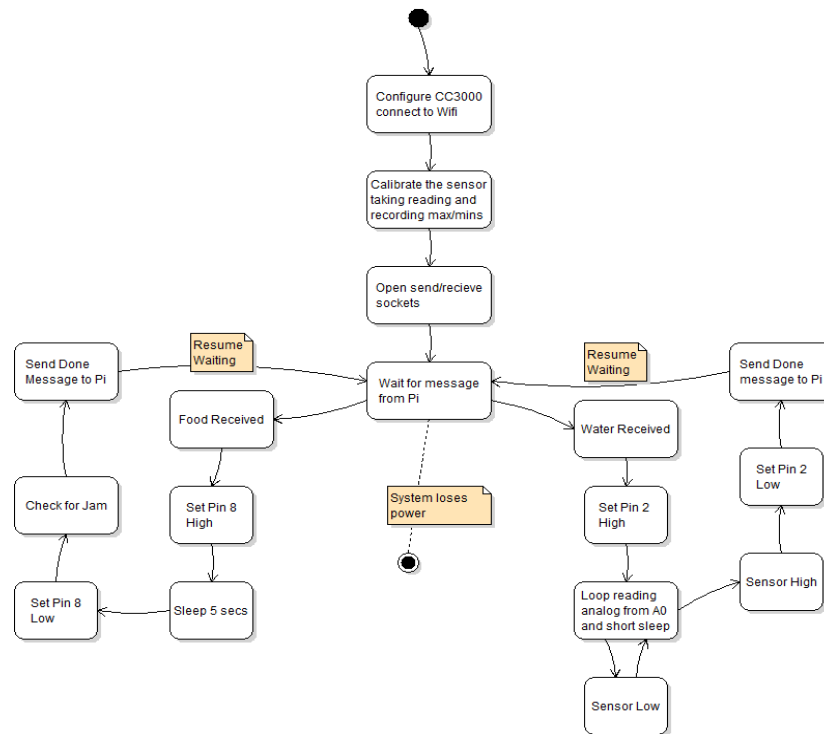 Configure CC3000
connect to Wifi
Calibrate the sensor
taking reading and
recording max/mins
Open send/recieve
sockets
Resume
Waiting
Resume
Waiting
Send Done
Message to Pi
Wait for message
from Pi
Send Done
message to Pi
Food Received
Water Received
Check for Jam
Set Pin 8
High
System loses
power
Set Pin 2
High
Set Pin 2
Low
Set Pin 8
Low
Sleep 5 secs
Loop reading
analog from A0
and short sleep
Sensor High
Sensor Low